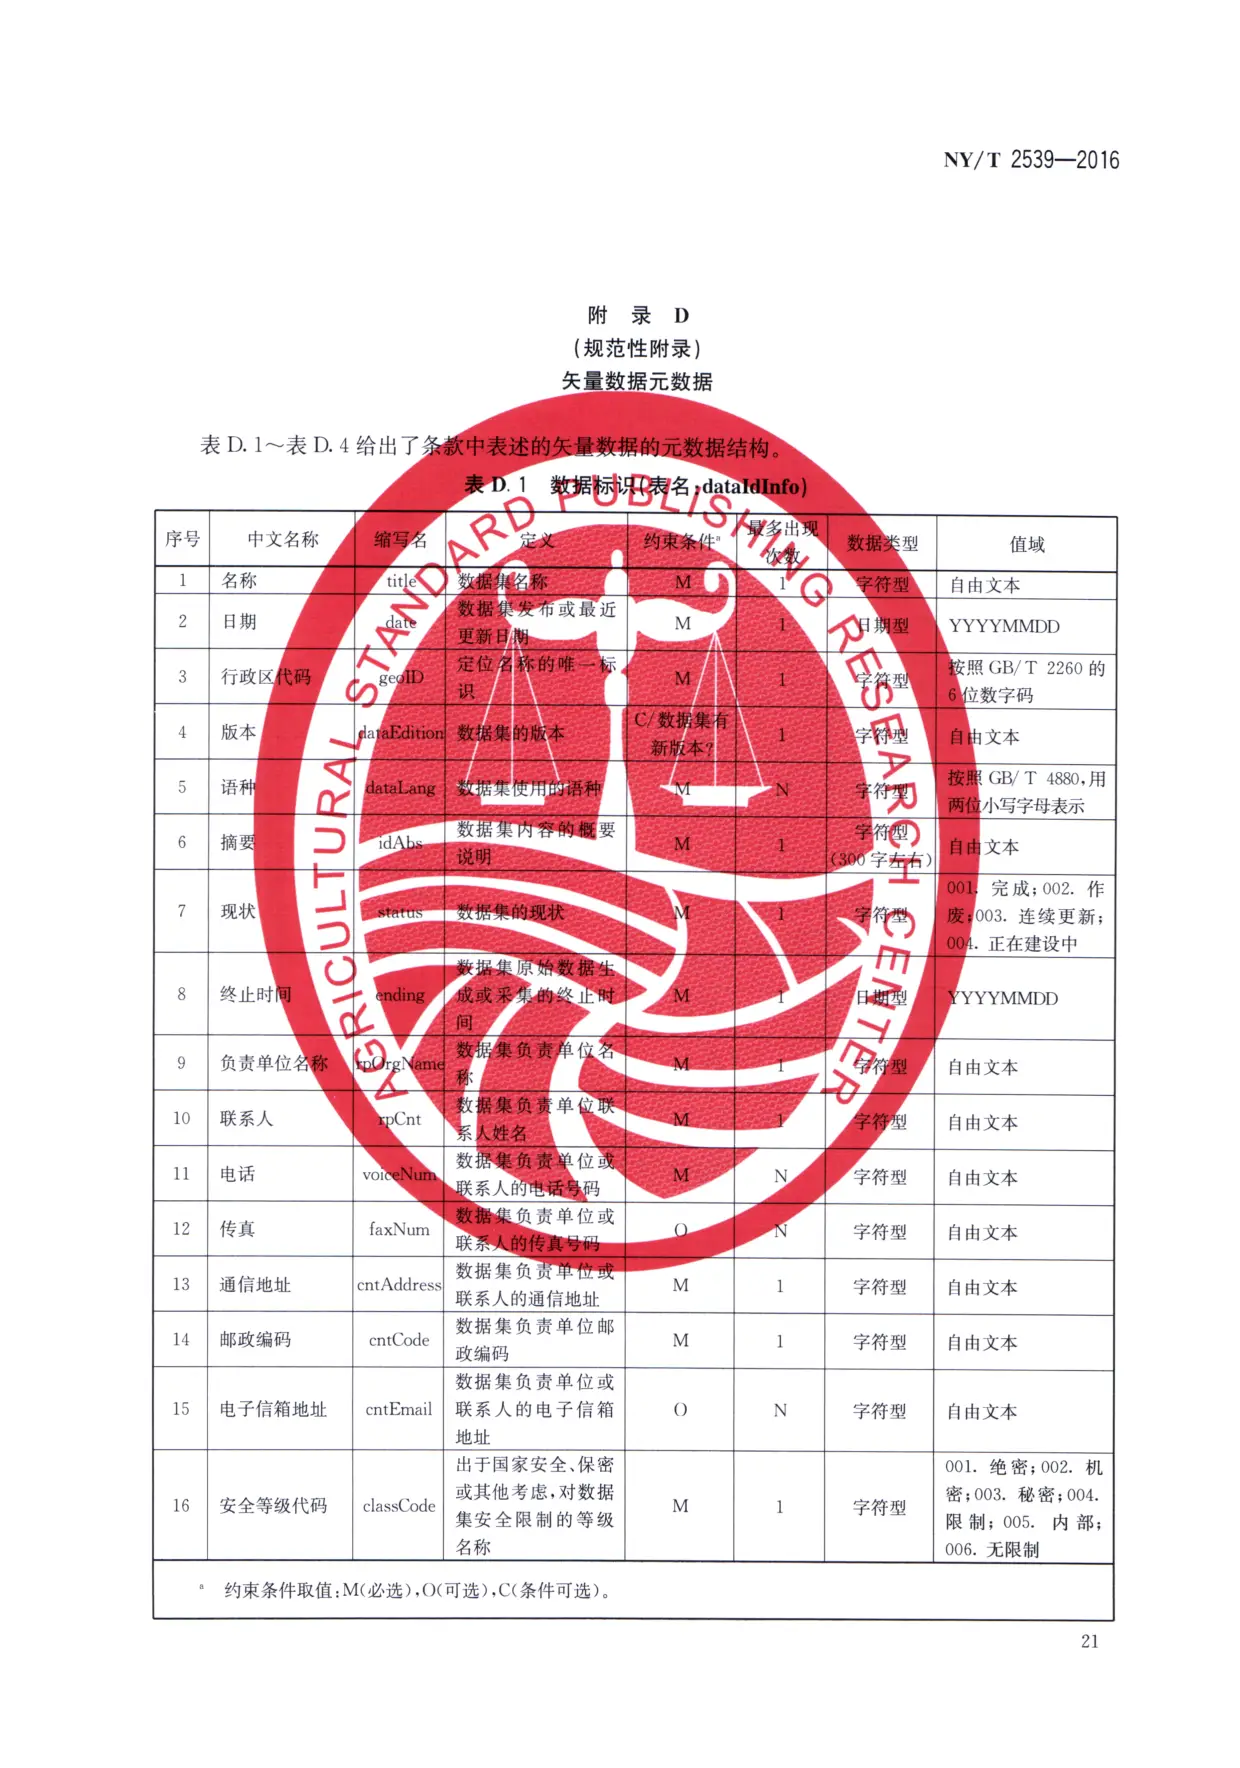 NY/T 2539—2016
附 录 D
(规范性附录)
矢量数据元数据
表 D.1～表 D.4 给出了条款中表述的矢量数据的元数据结构。
表 D.1 数据标识(表名:dataIdInfo)
序号 中文名称 缩写名 定义 约束条件a 最多出现次数 数据类型 值域
1 名称 title 数据集名称 M 1 字符型 自由文本
2 日期 date 数据集发布或最近更新日期 M 1 日期型 YYYYMMDD
3 行政区代码 geoID 定位名称的唯一标识 M 1 字符型 按照 GB/T 2260 的6位数字码
4 版本 dataEdition 数据集的版本 C/数据集有新版本? 1 字符型 自由文本
5 语种 dataLang 数据集使用的语种 M N 字符型 按照 GB/T 4880,用两位小写字母表示
6 摘要 idAbs 数据集内容的概要说明 M 1 字符型(300字左右) 自由文本
7 现状 status 数据集的现状 M 1 字符型 001. 完成;002. 作废;003. 连续更新;004. 正在建设中
8 终止时间 ending 数据集原始数据生成或采集的终止时间 M 1 日期型 YYYYMMDD
9 负责单位名称 rpOrgName 数据集负责单位名称 M 1 字符型 自由文本
10 联系人 rpCnt 数据集负责单位联系人姓名 M 1 字符型 自由文本
11 电话 voiceNum 数据集负责单位或联系人的电话号码 M N 字符型 自由文本
12 传真 faxNum 数据集负责单位或联系人的传真号码 O N 字符型 自由文本
13 通信地址 cntAddress 数据集负责单位或联系人的通信地址 M 1 字符型 自由文本
14 邮政编码 cntCode 数据集负责单位邮政编码 M 1 字符型 自由文本
15 电子信箱地址 cntEmail 数据集负责单位或联系人的电子信箱地址 O N 字符型 自由文本
16 安全等级代码 classCode 出于国家安全、保密或其他考虑,对数据集安全限制的等级名称 M 1 字符型 001. 绝密;002. 机密;003. 秘密;004. 限制;005. 内部;006. 无限制
a 约束条件取值:M(必选),O(可选),C(条件可选)。
21
AGRICULTURAL STANDARD PUBLISHING RESEARCH CENTER